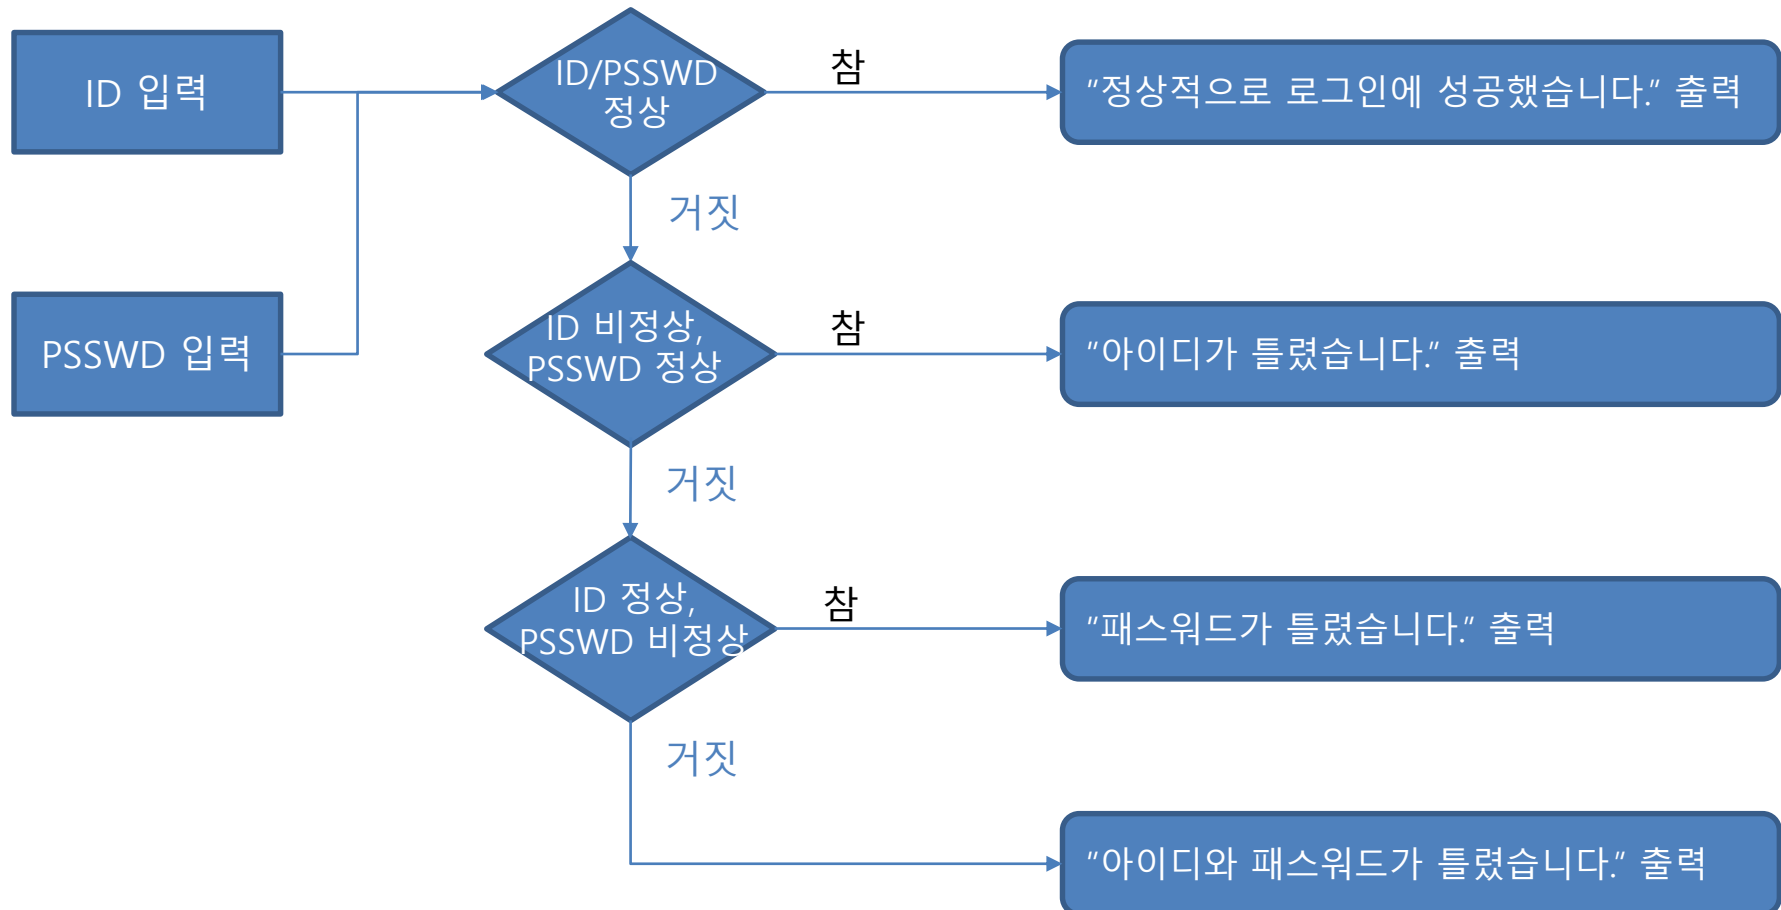 ID 입력
ID/PSSWD
정상
참
“정상적으로 로그인에 성공했습니다.” 출력
거짓
PSSWD 입력
ID 비정상,
PSSWD 정상
참
“아이디가 틀렸습니다.” 출력
거짓
ID 정상,
PSSWD 비정상
참
“패스워드가 틀렸습니다.” 출력
거짓
“아이디와 패스워드가 틀렸습니다.” 출력